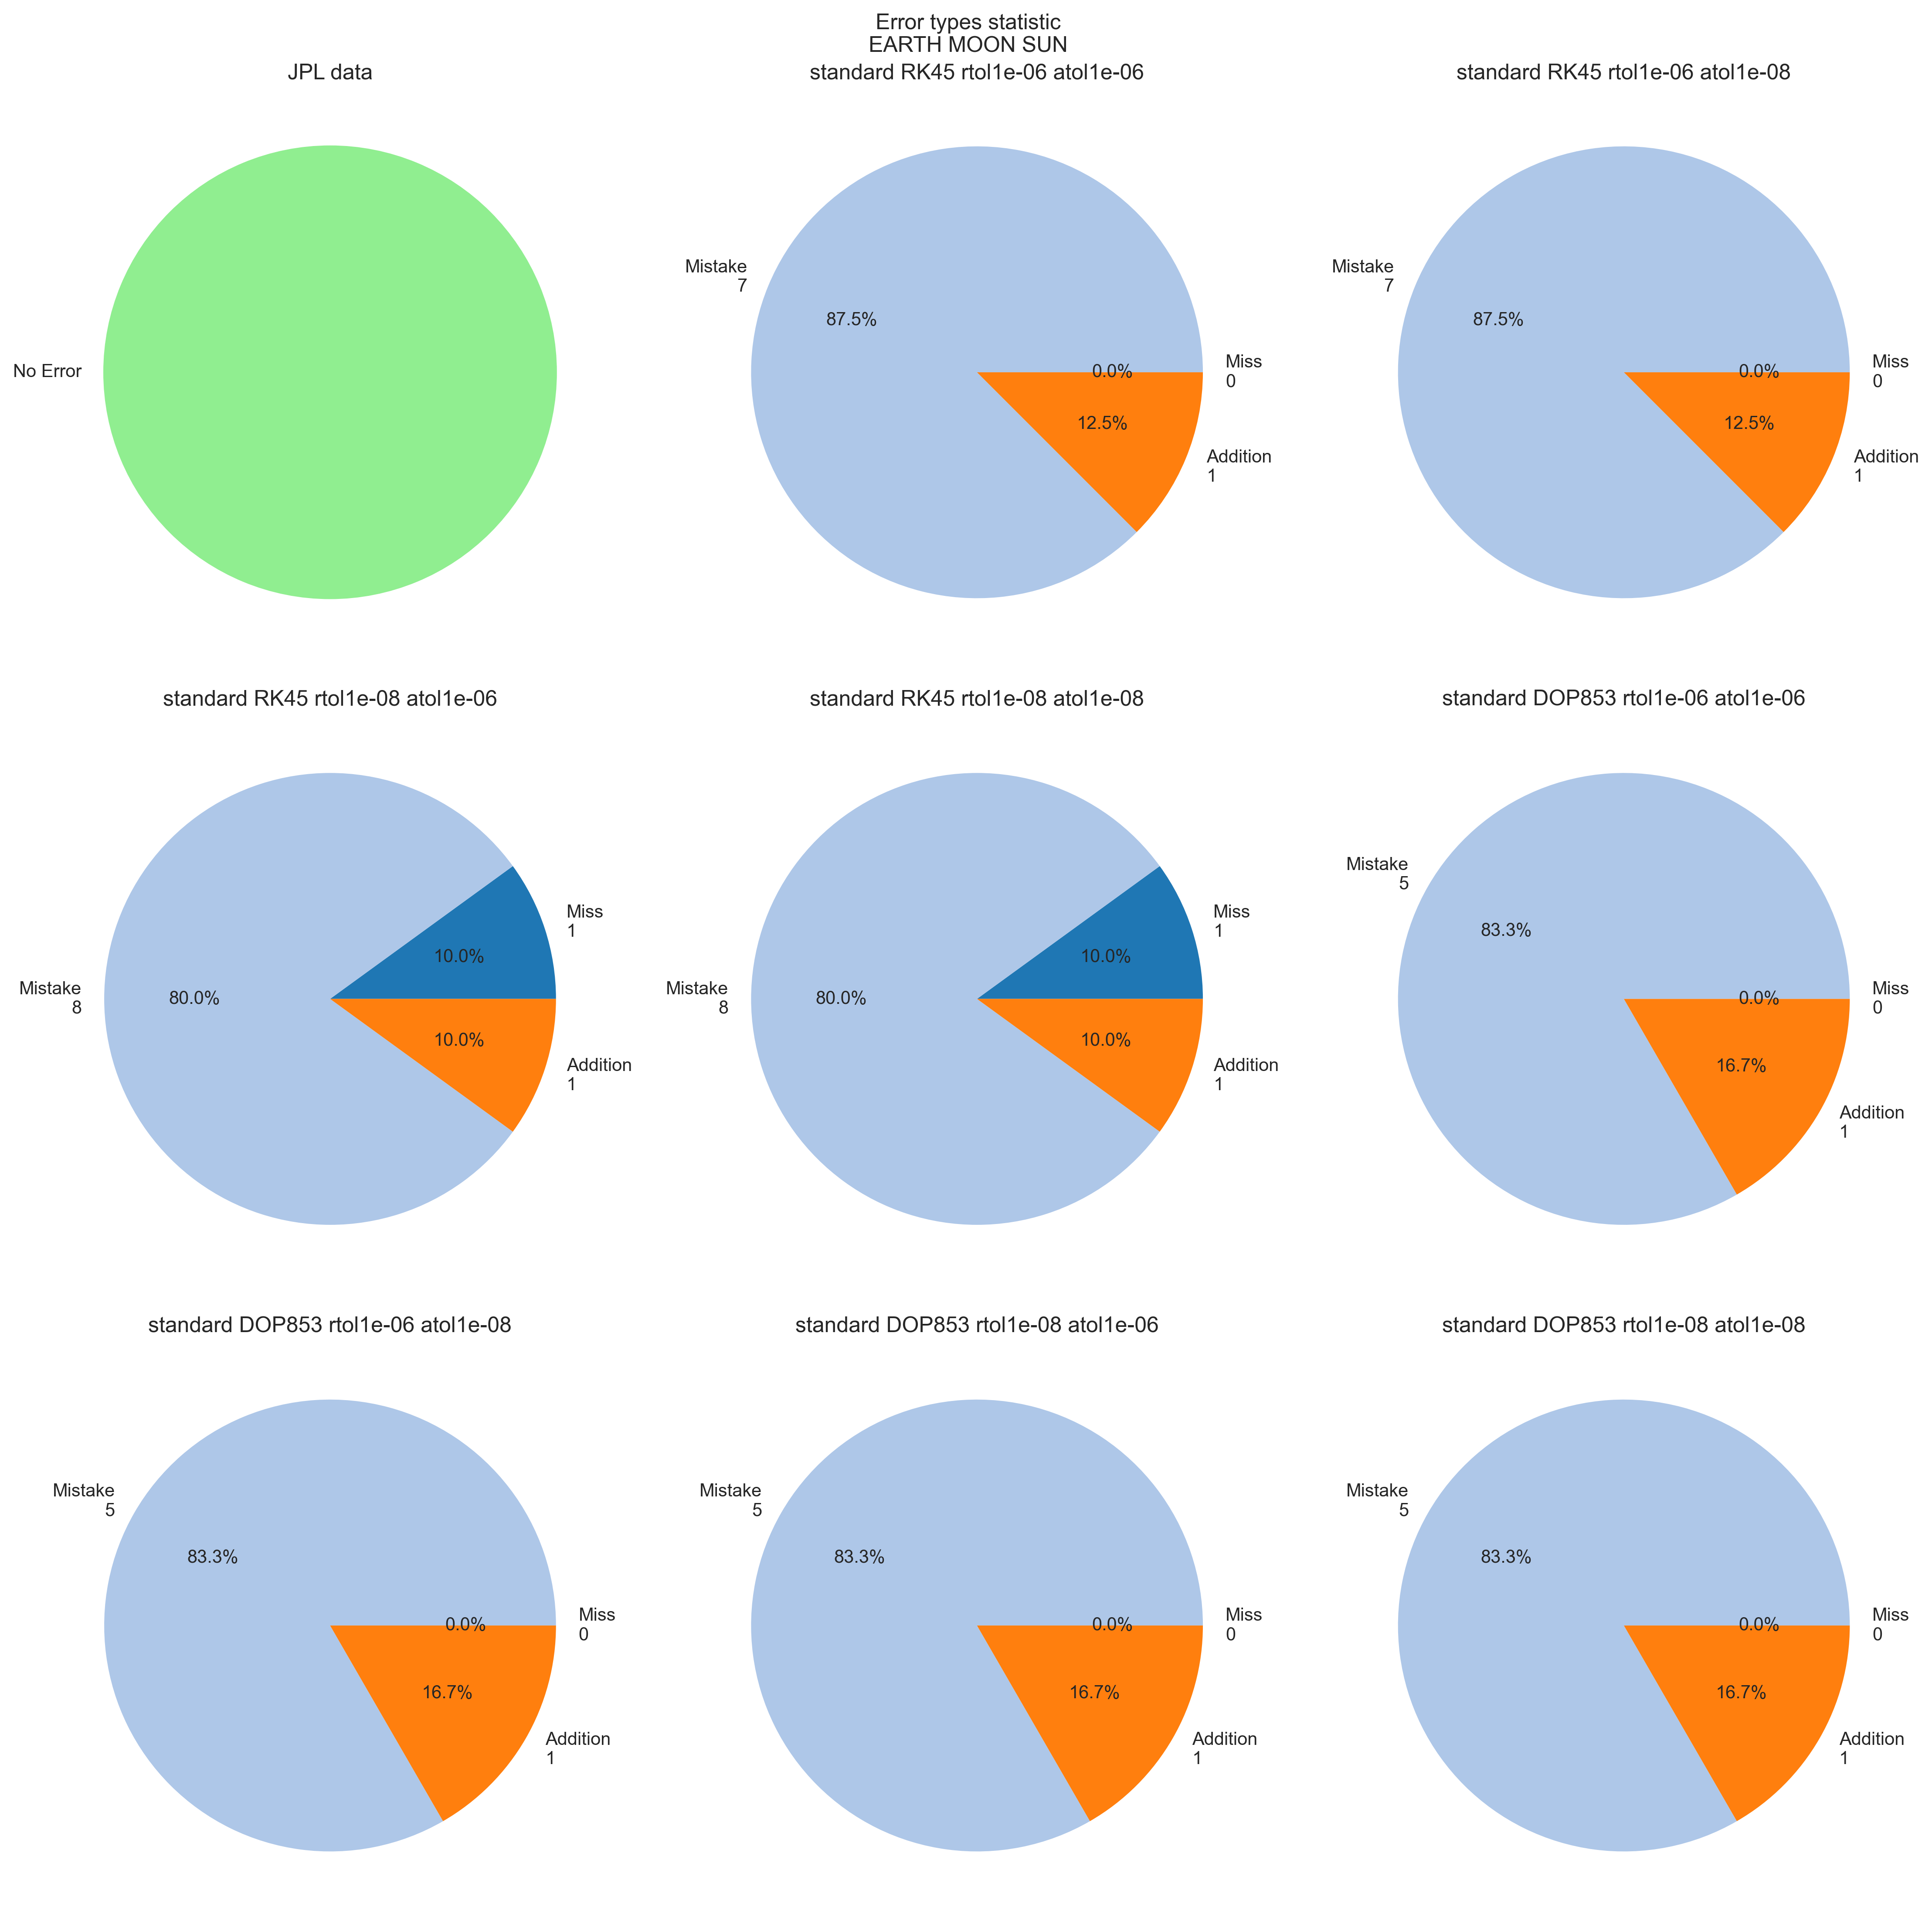 Error types statistic
EARTH MOON SUN
JPL data
No Error
standard RK45 rtol1e-06 atol1e-06
Mistake
7
87.5%
0.0%
Miss
0
12.5%
Addition
1
standard RK45 rtol1e-06 atol1e-08
Mistake
7
87.5%
0.0%
Miss
0
12.5%
Addition
1
standard RK45 rtol1e-08 atol1e-06
Miss
1
10.0%
Mistake
8
80.0%
10.0%
Addition
1
standard RK45 rtol1e-08 atol1e-08
Miss
1
10.0%
Mistake
8
80.0%
10.0%
Addition
1
standard DOP853 rtol1e-06 atol1e-06
Mistake
5
83.3%
0.0%
Miss
0
16.7%
Addition
1
standard DOP853 rtol1e-06 atol1e-08
Mistake
5
83.3%
0.0%
Miss
0
16.7%
Addition
1
standard DOP853 rtol1e-08 atol1e-06
Mistake
5
83.3%
0.0%
Miss
0
16.7%
Addition
1
standard DOP853 rtol1e-08 atol1e-08
Mistake
5
83.3%
0.0%
Miss
0
16.7%
Addition
1